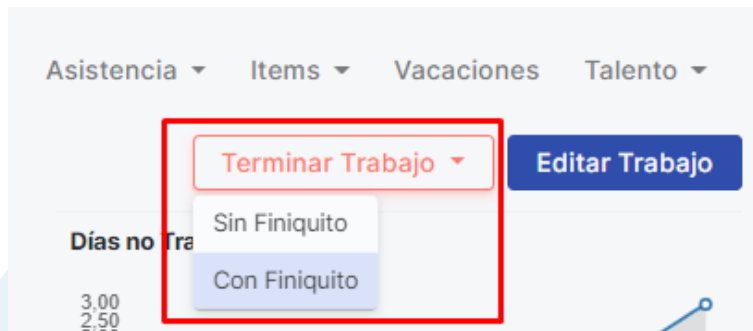 Asistencia Items Vacaciones Talento
Terminar Trabajo Editar Trabajo
Sin Finiquito
Días no Tra
Con Finiquito
3,00
2,50